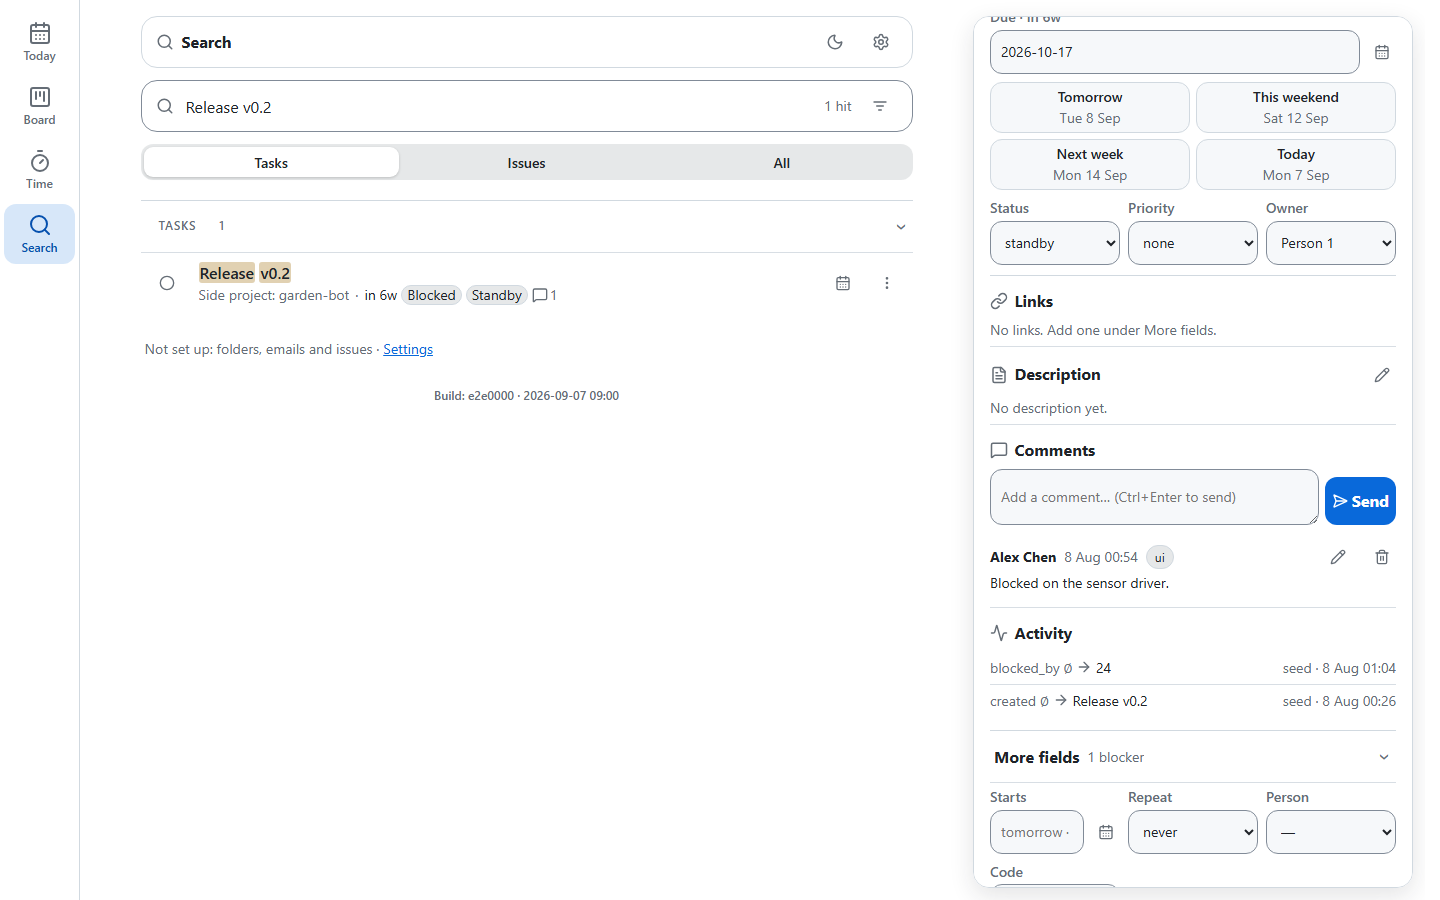 Today
Board
Time
Search
Search
Release v0.2
1 hit
Tasks
Issues
All
TASKS 1
Release v0.2
Side project: garden-bot · in 6w Blocked Standby 1
Not set up: folders, emails and issues · Settings
Build: e2e0000 · 2026-09-07 09:00
Due · in 6w
2026-10-17
Tomorrow
Tue 8 Sep
This weekend
Sat 12 Sep
Next week
Mon 14 Sep
Today
Mon 7 Sep
Status
Priority
Owner
standby
none
Person 1
Links
No links. Add one under More fields.
Description
No description yet.
Comments
Add a comment... (Ctrl+Enter to send)
Send
Alex Chen 8 Aug 00:54 ui
Blocked on the sensor driver.
Activity
blocked_by ∅ → 24 seed · 8 Aug 01:04
created ∅ → Release v0.2 seed · 8 Aug 00:26
More fields 1 blocker
Starts
Repeat
Person
tomorrow ·
never
—
Code